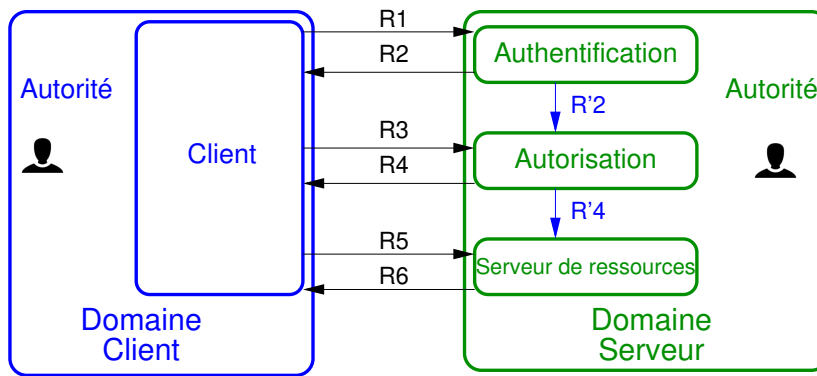 R1
R2
Authentification
Autorité
Autorité
R'2
R3
Client
R4
Autorisation
R'4
R5
Serveur de ressources
R6
Domaine
Client
Domaine
Serveur